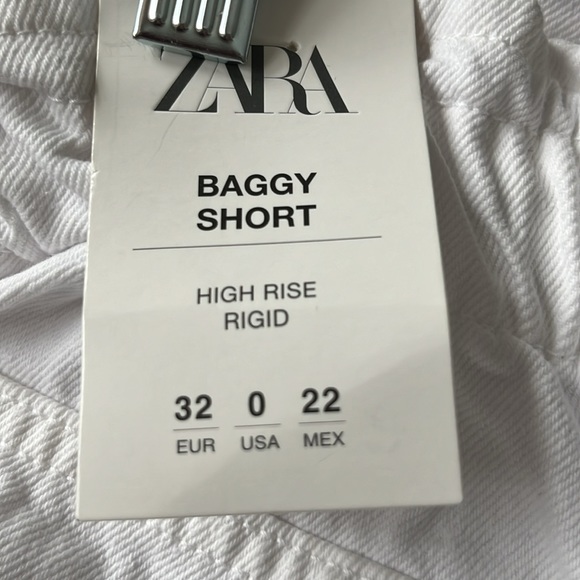 ZARA
BAGGY
SHORT
HIGH RISE
RIGID
32 0 22
EUR USA MEX